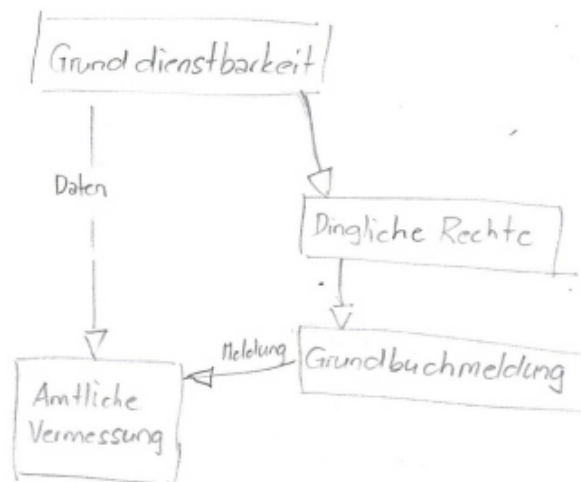 Grunddienstbarkeit
Daten
Dingliche Rechte
Meldung
Grundbuchmeldung
Amtliche
Vermessung